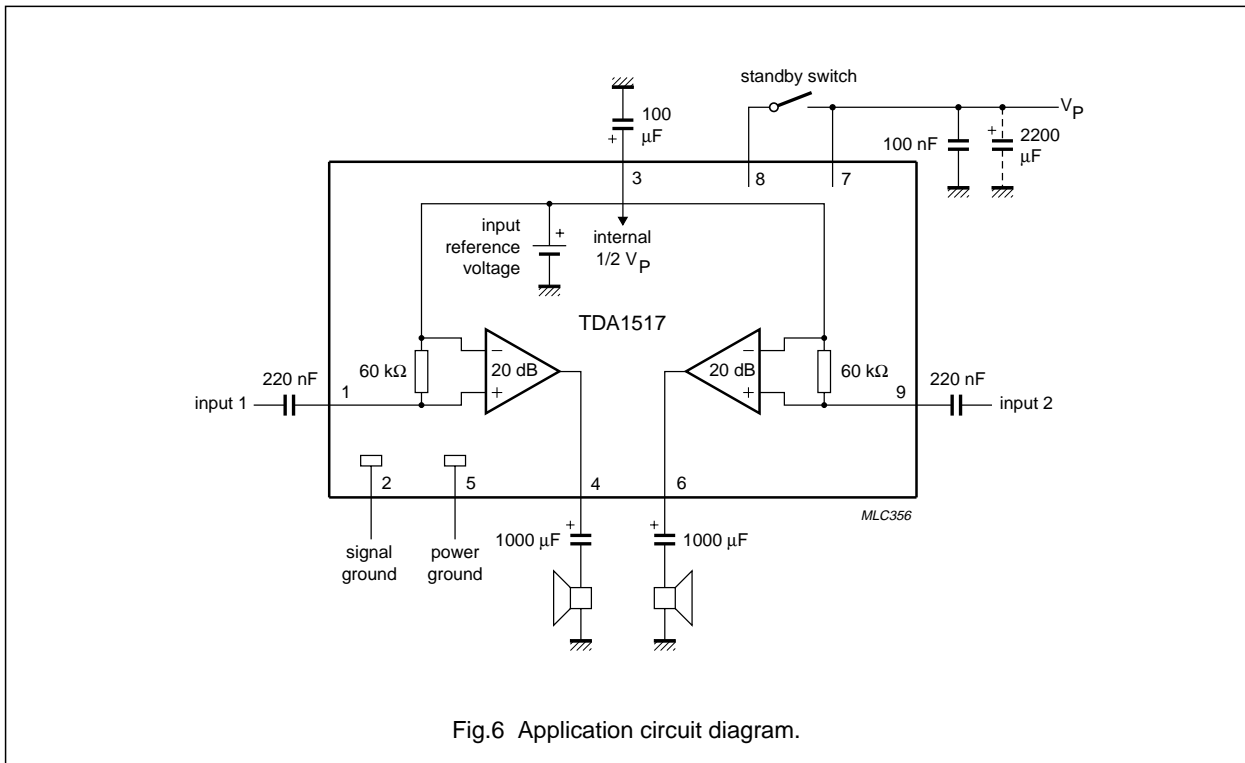 standby switch
100
µF
+
V
P
100 nF
+
2200
µF
3
8
7
input
reference
voltage
+
internal
1/2 V
P
TDA1517
60 kΩ
−
+
20 dB
−
+
20 dB
60 kΩ
220 nF
input 1
1
9
220 nF
input 2
2
5
4
6
MLC356
signal
ground
power
ground
+
1000 µF
+
1000 µF
Fig.6 Application circuit diagram.